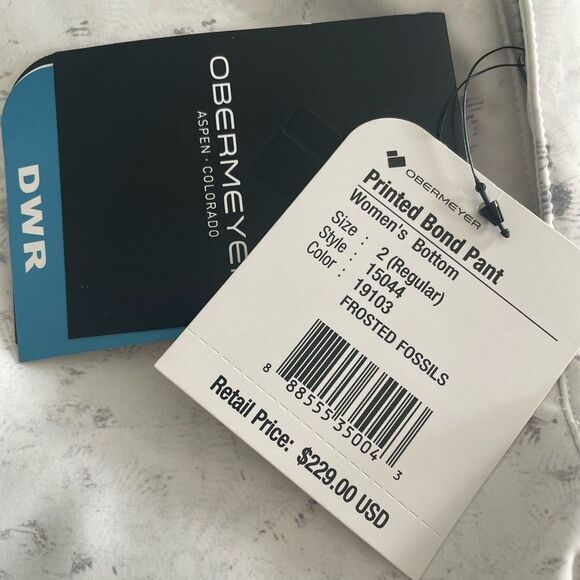 DWR
OBERMEYE
ASPEN · COLORADO
OBERMEYER
Printed Bond Pant
Women's Bottom
Size : 2 (Regular)
Style : 15044
Color : 19103
FROSTED FOSSILS
8 88555 35004 3
Retail Price: $229.00 USD